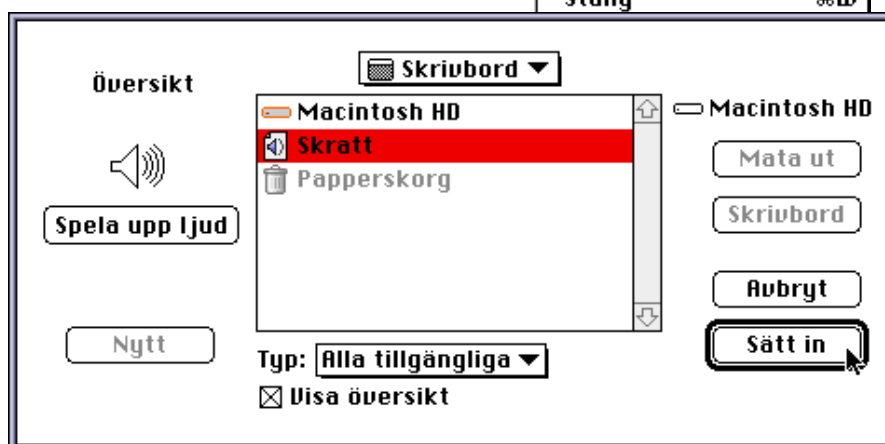 Stäng ⌘W
Översikt
Skrivbord
Macintosh HD
Skratt
Papperskorg
Macintosh HD
Mata ut
Skrivbord
Spela upp ljud
Avbryt
Nytt
Sätt in
Typ: Alla tillgängliga
Visa översikt